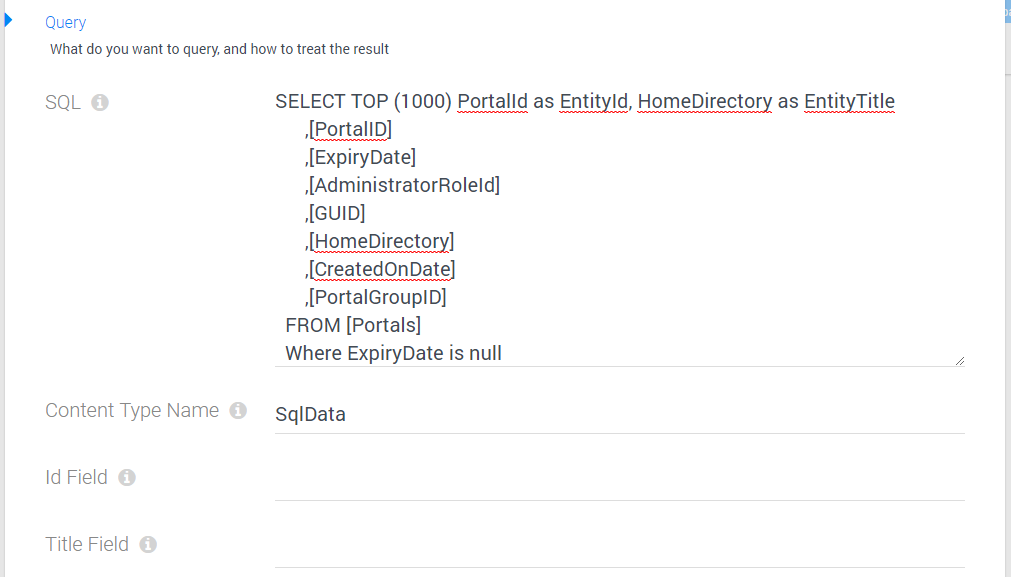 Query
What do you want to query, and how to treat the result
SQL
SELECT TOP (1000) PortalId as EntityId, HomeDirectory as EntityTitle
,[PortalID]
,[ExpiryDate]
,[AdministratorRoleId]
,[GUID]
,[HomeDirectory]
,[CreatedOnDate]
,[PortalGroupID]
FROM [Portals]
Where ExpiryDate is null
Content Type Name
SqlData
Id Field
Title Field